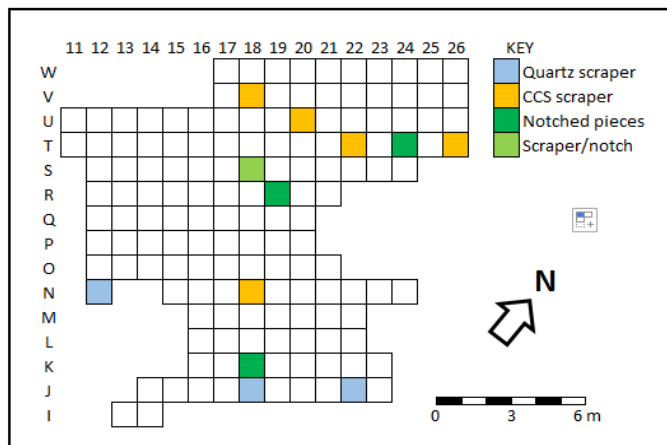 11 12 13 14 15 16 17 18 19 20 21 22 23 24 25 26 KEY
W
Quartz scraper
V
CCS scraper
U
Notched pieces
T
Scraper/notch
S
R
Q
P
O
N
N
M
L
K
J
I
0 3 6 m